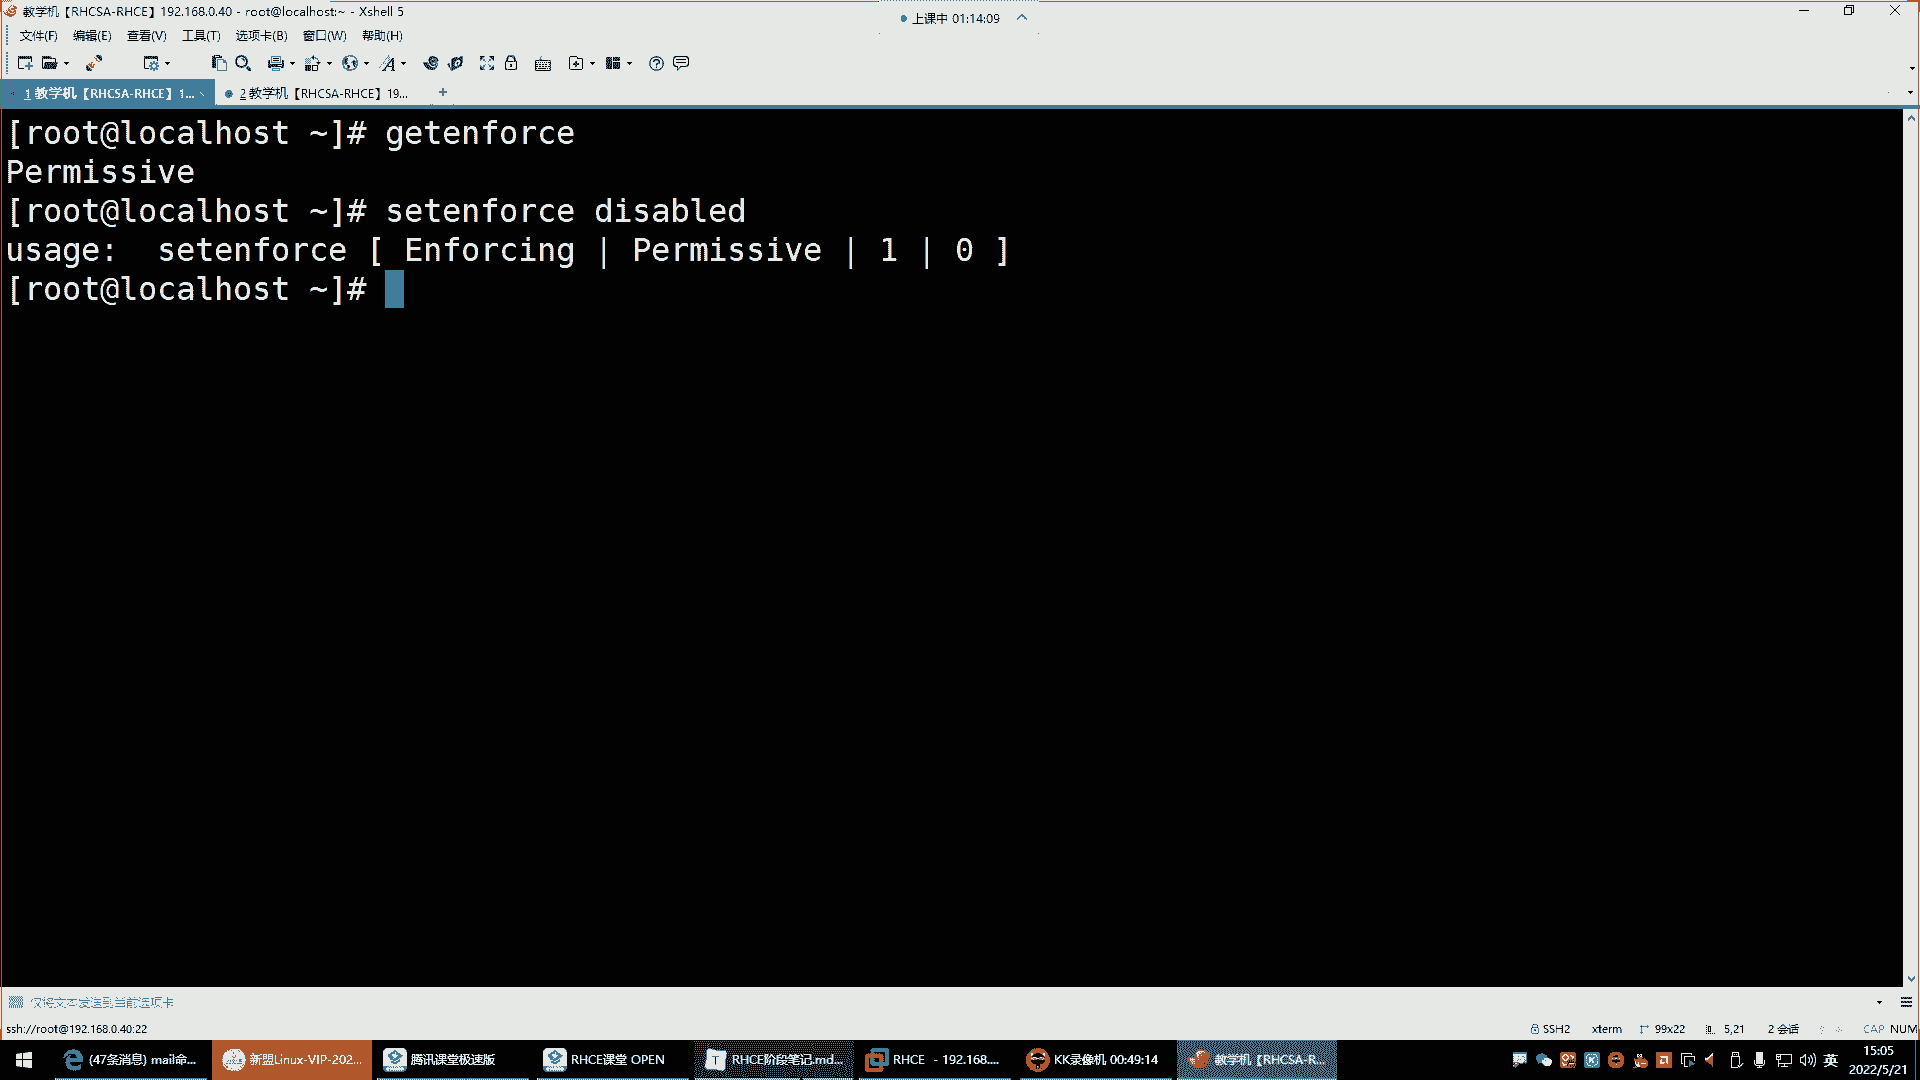 教学机【RHCSA-RHCE】192.168.0.40 - root@localhost:~ - Xshell 5
上课中 01:14:09
文件(F) 编辑(E) 查看(V) 工具(T) 选项卡(B) 窗口(W) 帮助(H)
1 教学机【RHCSA-RHCE】1... 2 教学机【RHCSA-RHCE】19... +
[root@localhost ~]# getenforce
Permissive
[root@localhost ~]# setenforce disabled
usage:  setenforce [ Enforcing | Permissive | 1 | 0 ]
[root@localhost ~]#
仅将文本发送到当前选项卡
ssh://root@192.168.0.40:22 SSH2 xterm 99x22 5,21 2 会话 CAP NUM
(47条消息) mail命... 新盟Linux-VIP-202... 腾讯课堂极速版 RHCE课堂 OPEN RHCE阶段笔记.md... RHCE - 192.168.... KK录像机 00:49:14 教学机【RHCSA-R... 英 15:05
2022/5/21